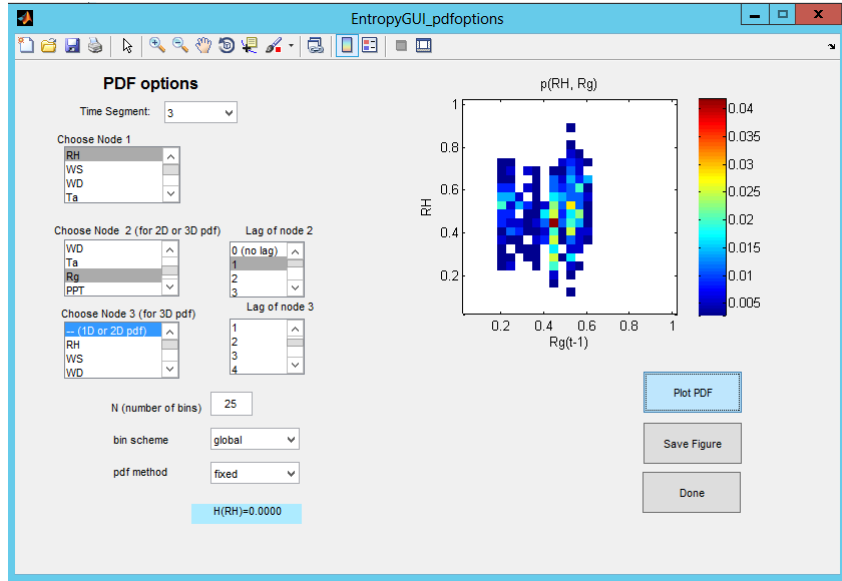 EntropyGUI_pdfoptions
PDF options
Time Segment: 3
Choose Node 1
RH
WS
WD
Ta
Choose Node 2 (for 2D or 3D pdf)
WD
Ta
Rg
PPT
Lag of node 2
0 (no lag)
1
2
3
Choose Node 3 (for 3D pdf)
-- (1D or 2D pdf)
RH
WS
WD
Lag of node 3
1
2
3
4
N (number of bins) 25
bin scheme global
pdf method fixed
H(RH)=0.0000
p(RH, Rg)
RH
1
0.8
0.6
0.4
0.2
0.2 0.4 0.6 0.8 1
Rg(t-1)
0.04
0.035
0.03
0.025
0.02
0.015
0.01
0.005
Plot PDF
Save Figure
Done